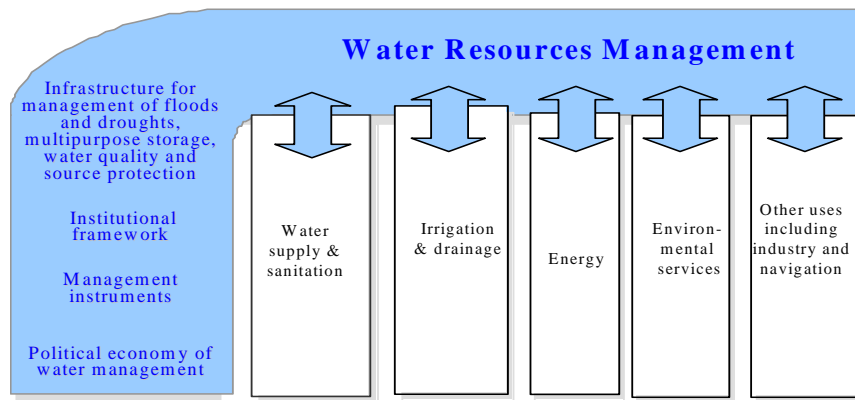 Water Resources Management
Infrastructure for
management of floods
and droughts,
multipurpose storage,
water quality and
source protection
Institutional
framework
Management
instruments
Political economy of
water management
Water
supply &
sanitation
Irrigation
& drainage
Energy
Environ-
mental
services
Other uses
including
industry and
navigation